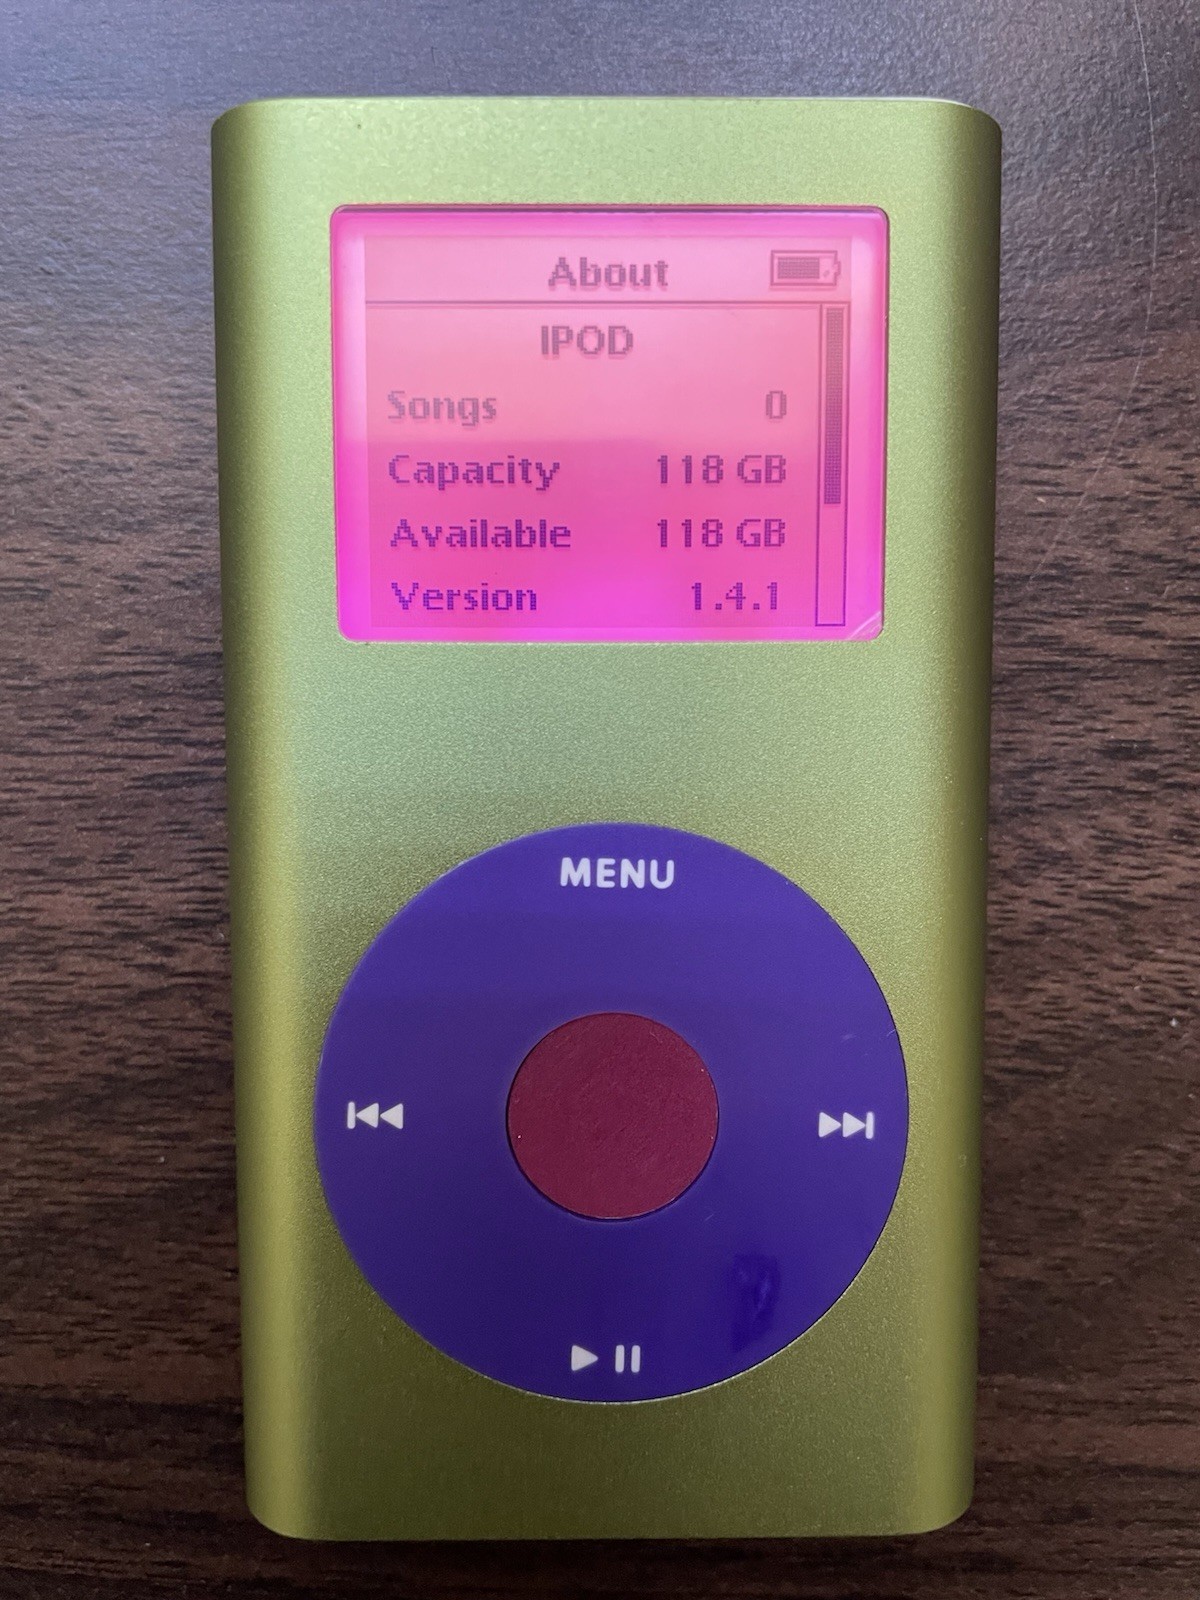 About
IPOD
Songs 0
Capacity 118 GB
Available 118 GB
Version 1.4.1
MENU